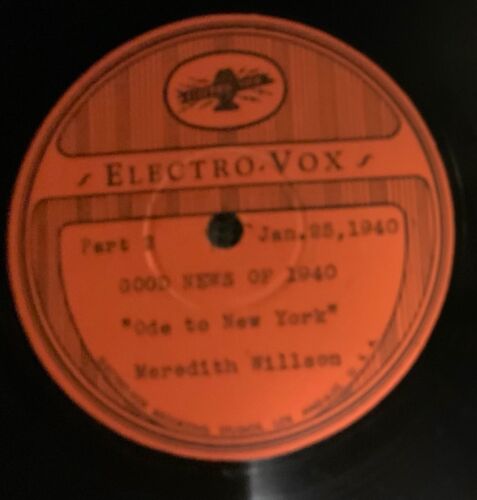 ELECTRO-VOX
Part 1 Jan.25,1940
GOOD NEWS OF 1940
"Ode to New York"
Meredith Willson